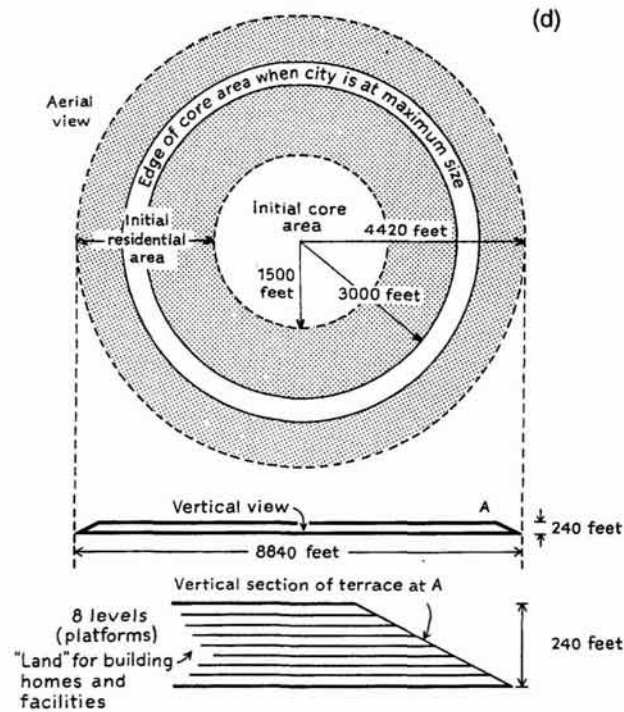 (d)
Aerial
view
Edge of core area when city is at maximum size
Initial
residential
area
Initial core
area
4420 feet
1500
feet
3000 feet
Vertical view
A
240 feet
8840 feet
Vertical section of terrace at A
8 levels
(platforms)
"Land" for building
homes and
facilities
240 feet